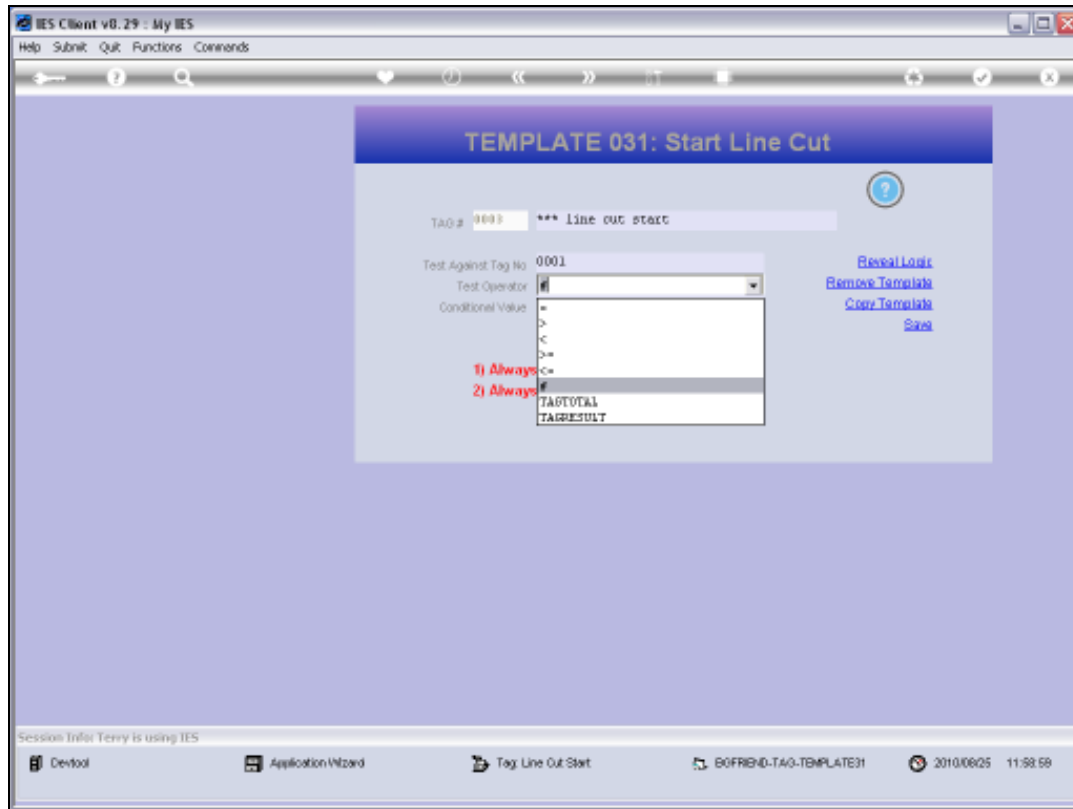 IES Client v8.29 : My IES
Help Submit Quit Functions Commands
TEMPLATE 031: Start Line Cut
TAG # 0003 *** line cut start
Test Against Tag No 0001
Reveal Logic
Test Operator #
Remove Template
Conditional Value
Copy Template
Save
=
>
<
>=
<=
#
TAGTOTAL
TAGRESULT
1) Always
2) Always
Session Info: Terry is using IES
Devtool Application Wizard Tag: Line Cut Start BGFRIEND-TAG-TEMPLATE31 2010/08/25 11:58:59